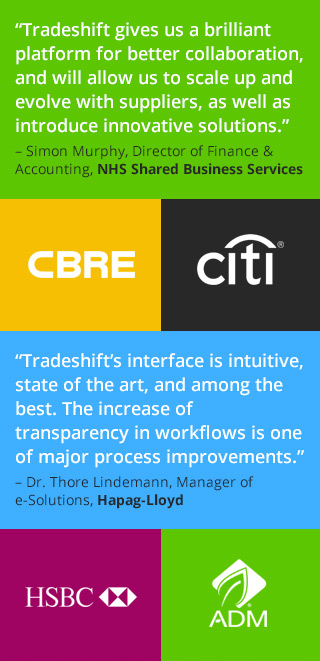 “Tradeshift gives us a brilliant
platform for better collaboration,
and will allow us to scale up and
evolve with suppliers, as well as
introduce innovative solutions.”
– Simon Murphy, Director of Finance &
Accounting, NHS Shared Business Services
CBRE
citi®
“Tradeshift’s interface is intuitive,
state of the art, and among the
best. The increase of
transparency in workflows is one
of major process improvements.”
– Dr. Thore Lindemann, Manager of
e-Solutions, Hapag-Lloyd
HSBC
ADM